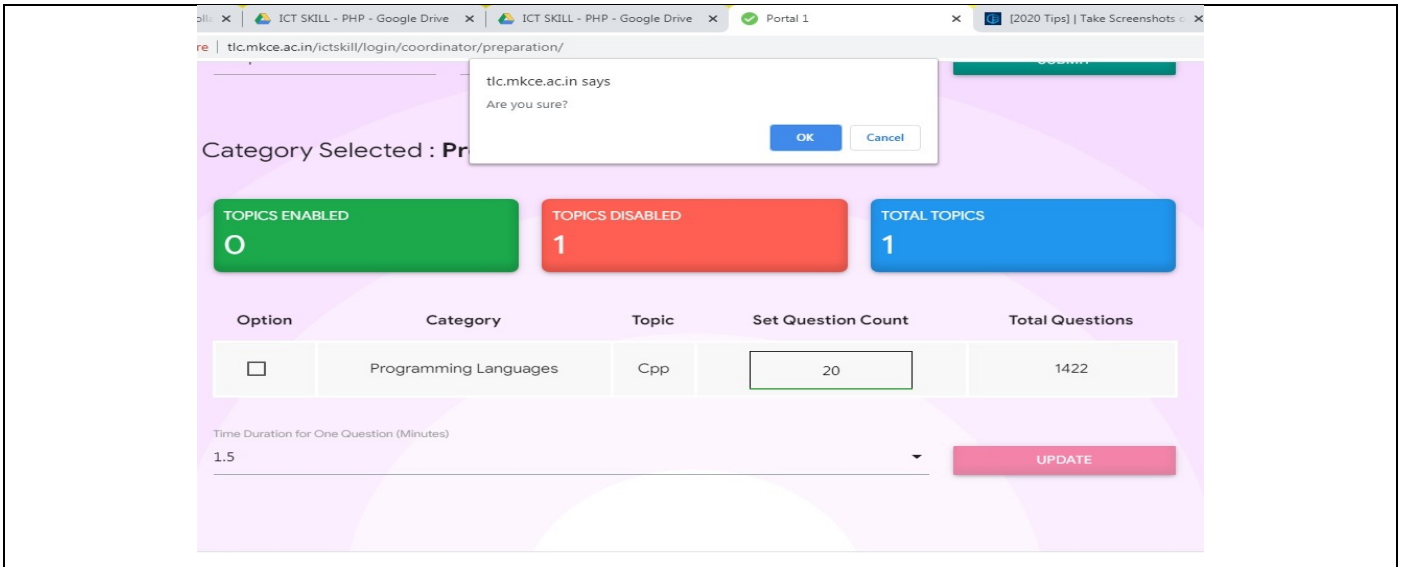 ICT SKILL - PHP - Google Drive ICT SKILL - PHP - Google Drive Portal 1 [2020 Tips] | Take Screenshots
re | tlc.mkce.ac.in/ictskill/login/coordinator/preparation/
tlc.mkce.ac.in says
Are you sure?
OK Cancel
Category Selected : Pr
TOPICS ENABLED TOPICS DISABLED TOTAL TOPICS
0 1 1
Option Category Topic Set Question Count Total Questions
Programming Languages Cpp 20 1422
Time Duration for One Question (Minutes)
1.5 UPDATE